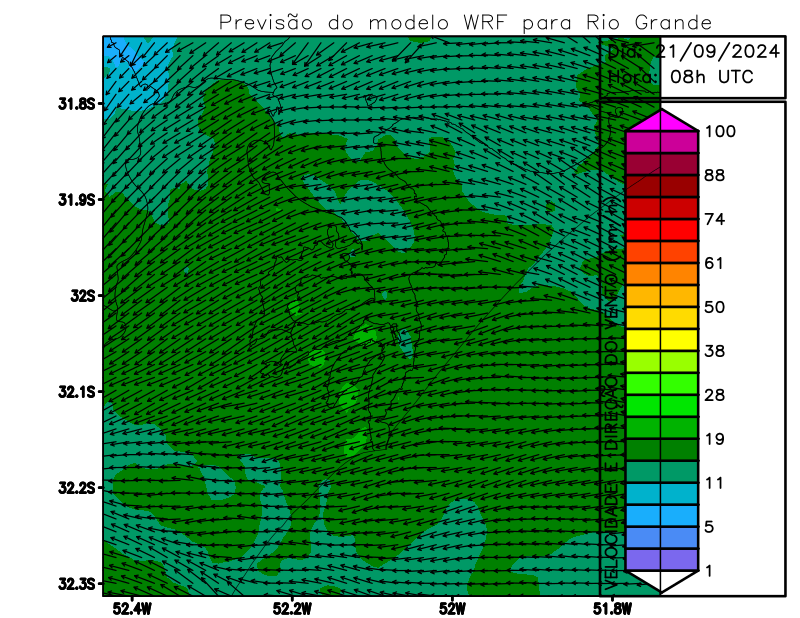 Previsão do modelo WRF para Rio Grande
Dia: 21/09/2024
Hora: 08h UTC
31.8S
31.9S
32S
32.1S
32.2S
32.3S
52.4W
52.2W
52W
51.8W
VELOCIDADE E DIREÇÃO DO VENTO (km/h)
100
88
74
61
50
38
28
19
11
5
1